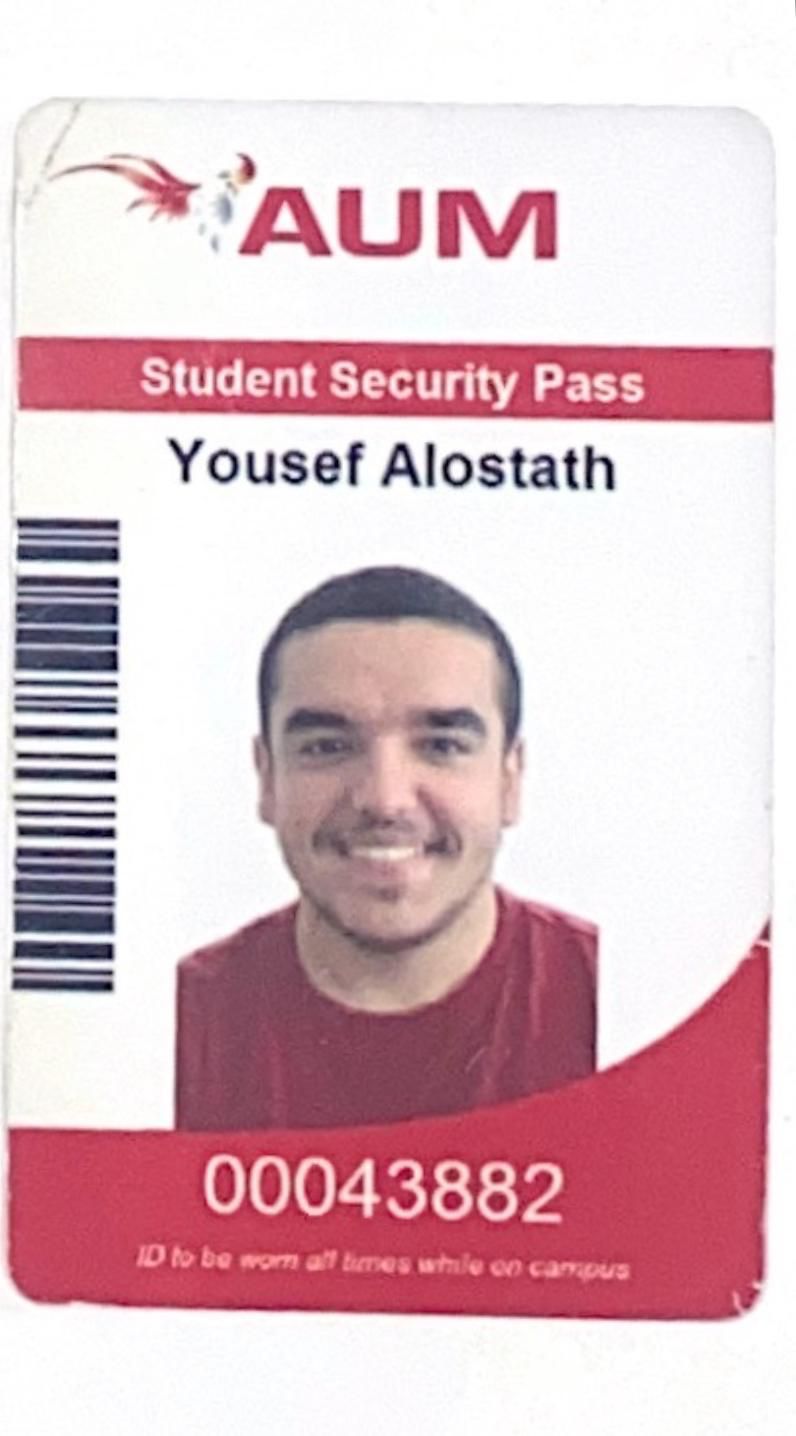 AUM
Student Security Pass
Yousef Alostath
00043882
ID to be worn all times while on campus